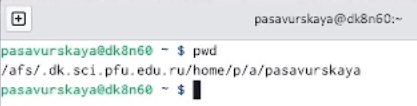 pasavurskaya@dk8n60:~
pasavurskaya@dk8n60 ~ $ pwd
/afs/.dk.sci.pfu.edu.ru/home/p/a/pasavurskaya
pasavurskaya@dk8n60 ~ $